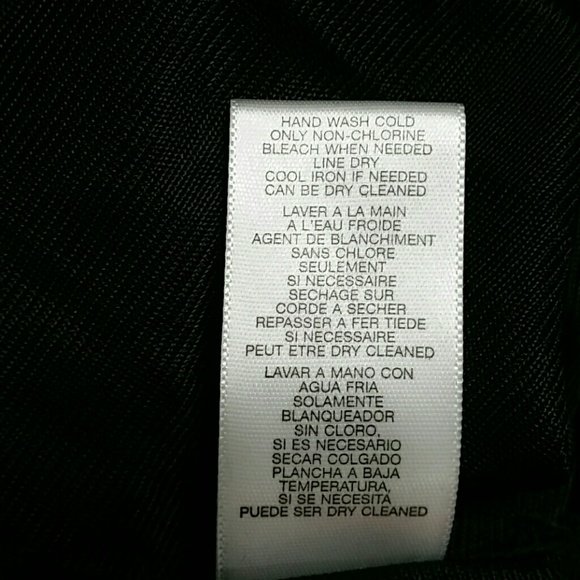 HAND WASH COLD
ONLY NON-CHLORINE
BLEACH WHEN NEEDED
LINE DRY
COOL IRON IF NEEDED
CAN BE DRY CLEANED
LAVER A LA MAIN
A L'EAU FROIDE
AGENT DE BLANCHIMENT
SANS CHLORE
SEULEMENT
SI NECESSAIRE
SECHAGE SUR
CORDE A SECHER
REPASSER A FER TIEDE
SI NECESSAIRE
PEUT ETRE DRY CLEANED
LAVAR A MANO CON
AGUA FRIA
SOLAMENTE
BLANQUEADOR
SIN CLORO,
SI ES NECESARIO
SECAR COLGADO
PLANCHA A BAJA
TEMPERATURA,
SI SE NECESITA
PUEDE SER DRY CLEANED